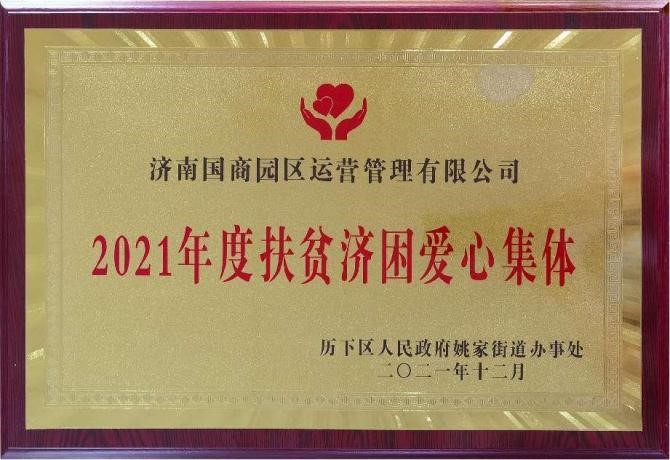 济南国商园区运营管理有限公司
2021年度扶贫济困爱心集体
历下区人民政府姚家街道办事处
二〇二一年十二月